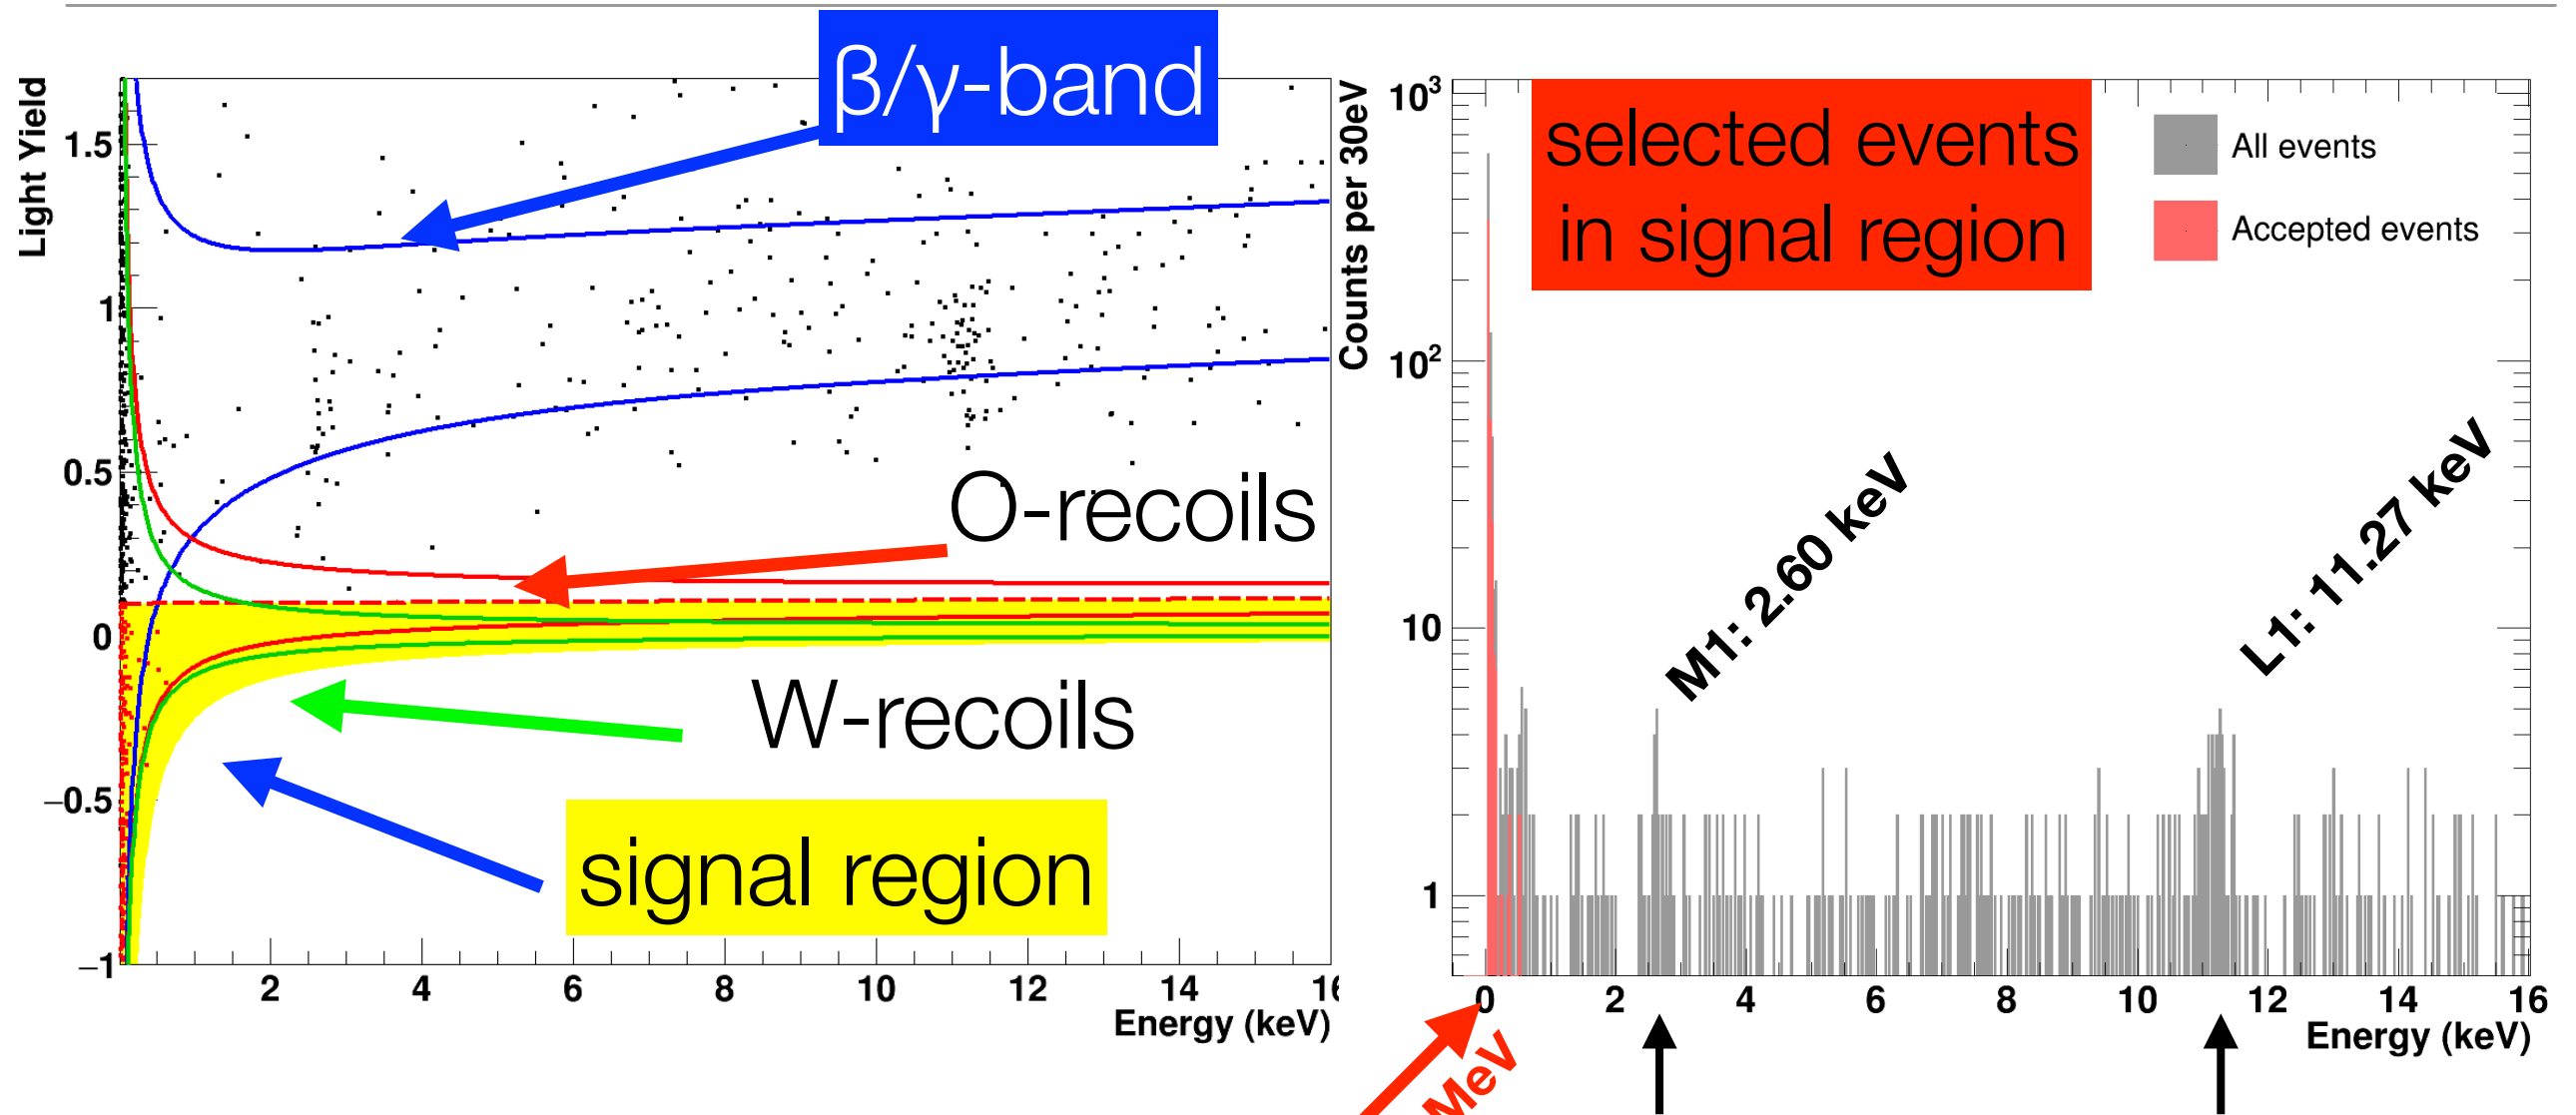 β/γ-band
Light Yield
1.5
1
0.5
0
−0.5
−1
O-recoils
W-recoils
signal region
2
4
6
8
10
12
14
Energy (keV)
Counts per 30eV
10³
10²
10
1
selected events
in signal region
All events
Accepted events
M1: 2.60 keV
L1: 11.27 keV
0
2
4
6
8
10
12
14
16
Energy (keV)
MeV